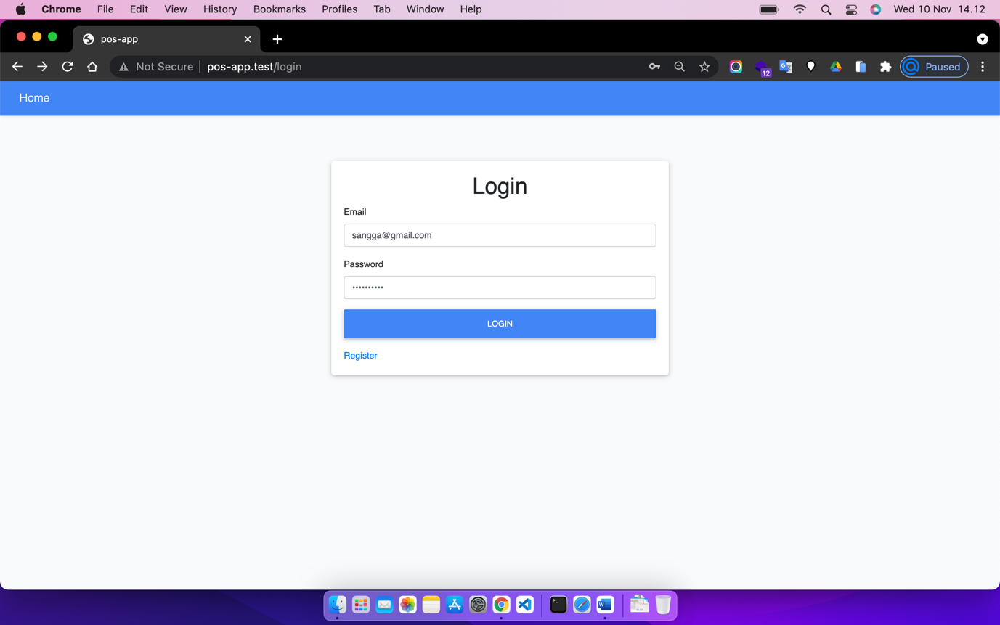 Chrome File Edit View History Bookmarks Profiles Tab Window Help Wed 10 Nov 14.12
pos-app
Not Secure pos-app.test/login 12 Paused
Home
Login
Email
sangga@gmail.com
Password
••••••••••
LOGIN
Register